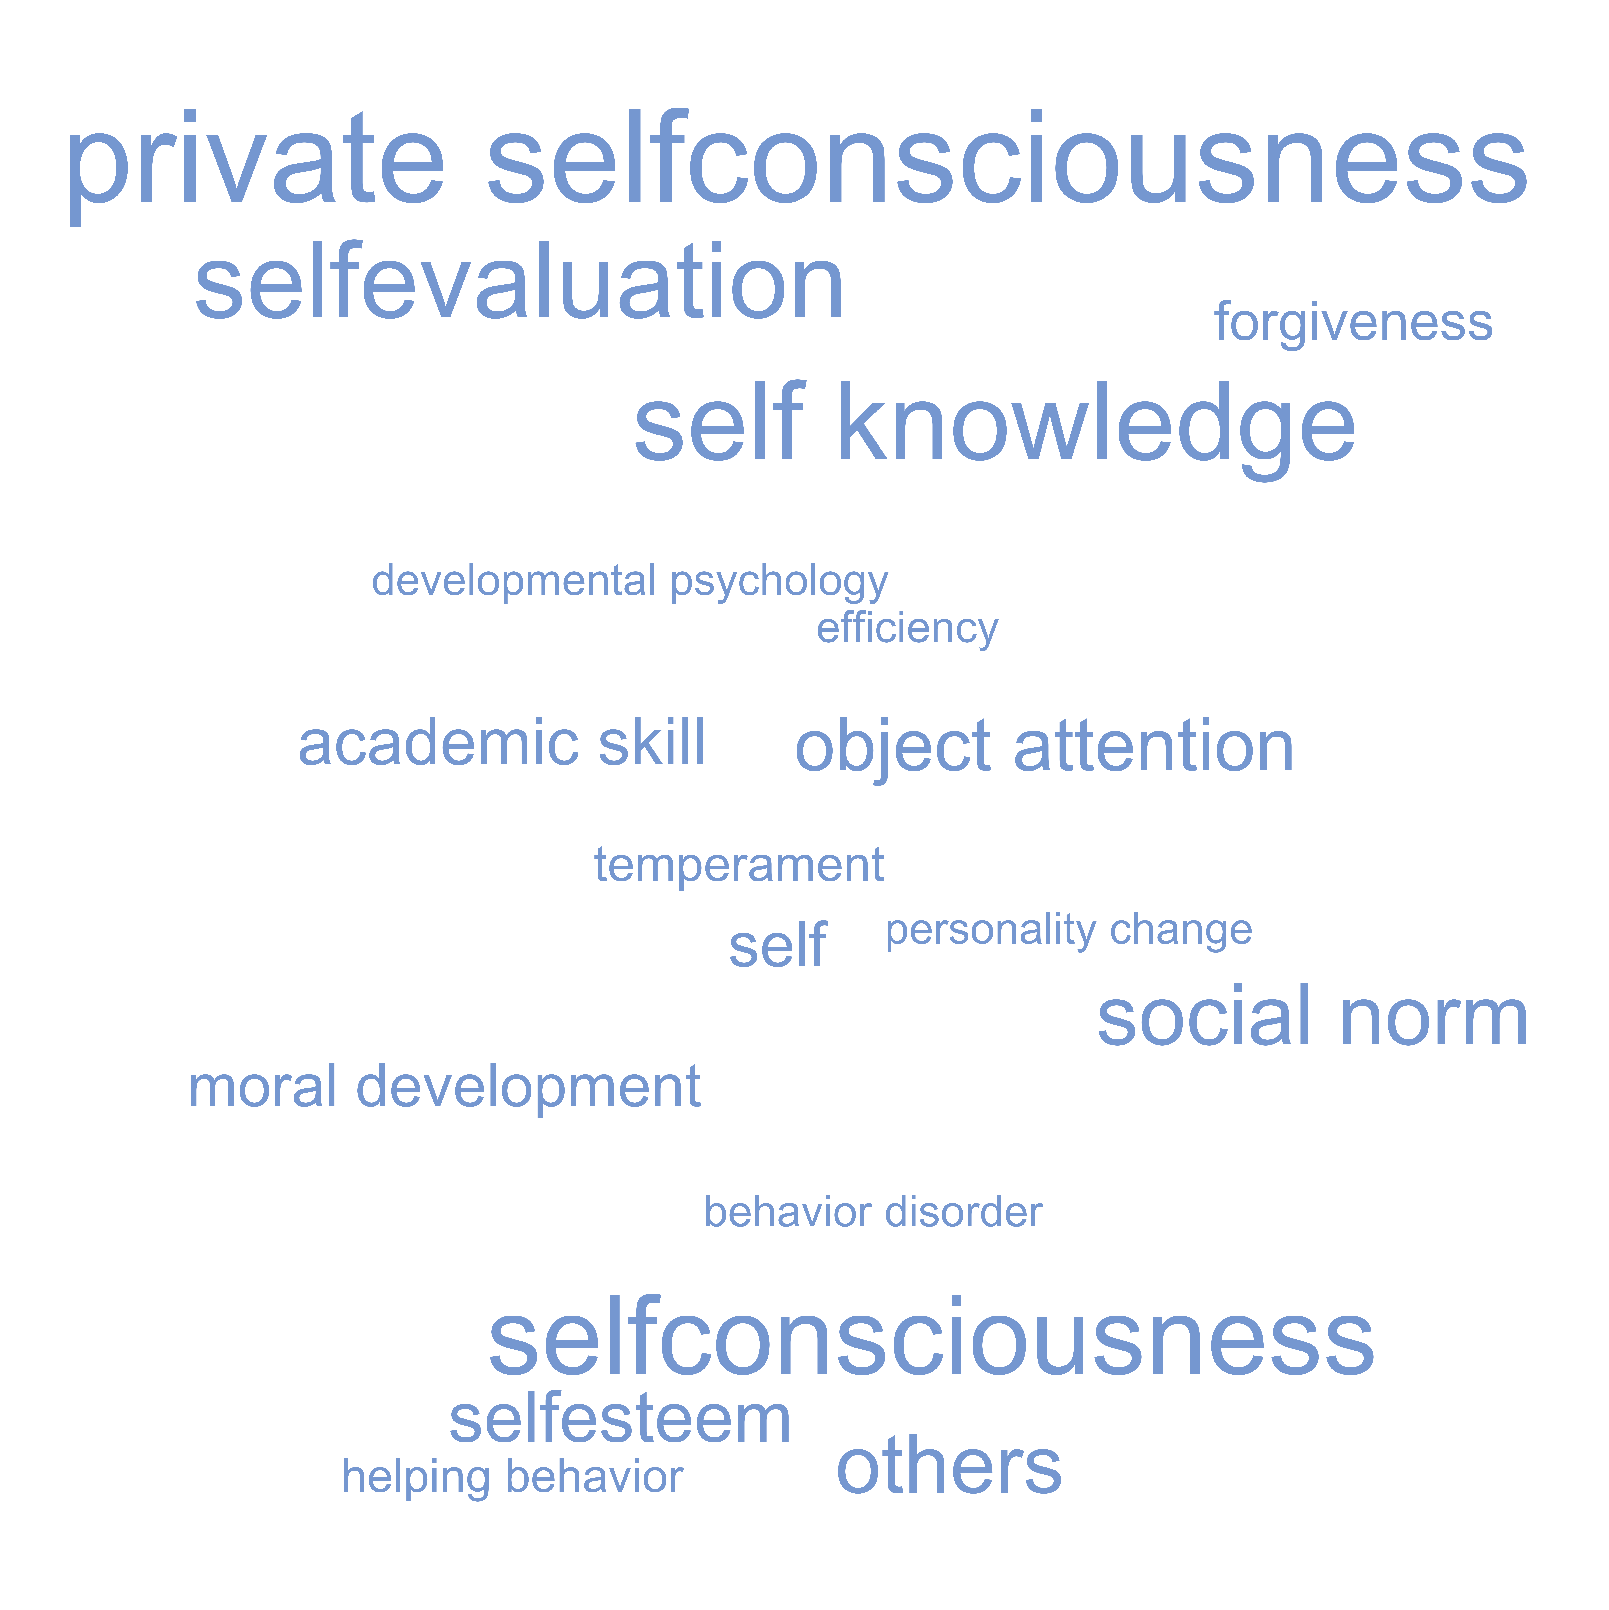 private selfconsciousness
selfevaluation
forgiveness
self knowledge
developmental psychology
efficiency
academic skill
object attention
temperament
self
personality change
social norm
moral development
behavior disorder
selfconsciousness
selfesteem
others
helping behavior